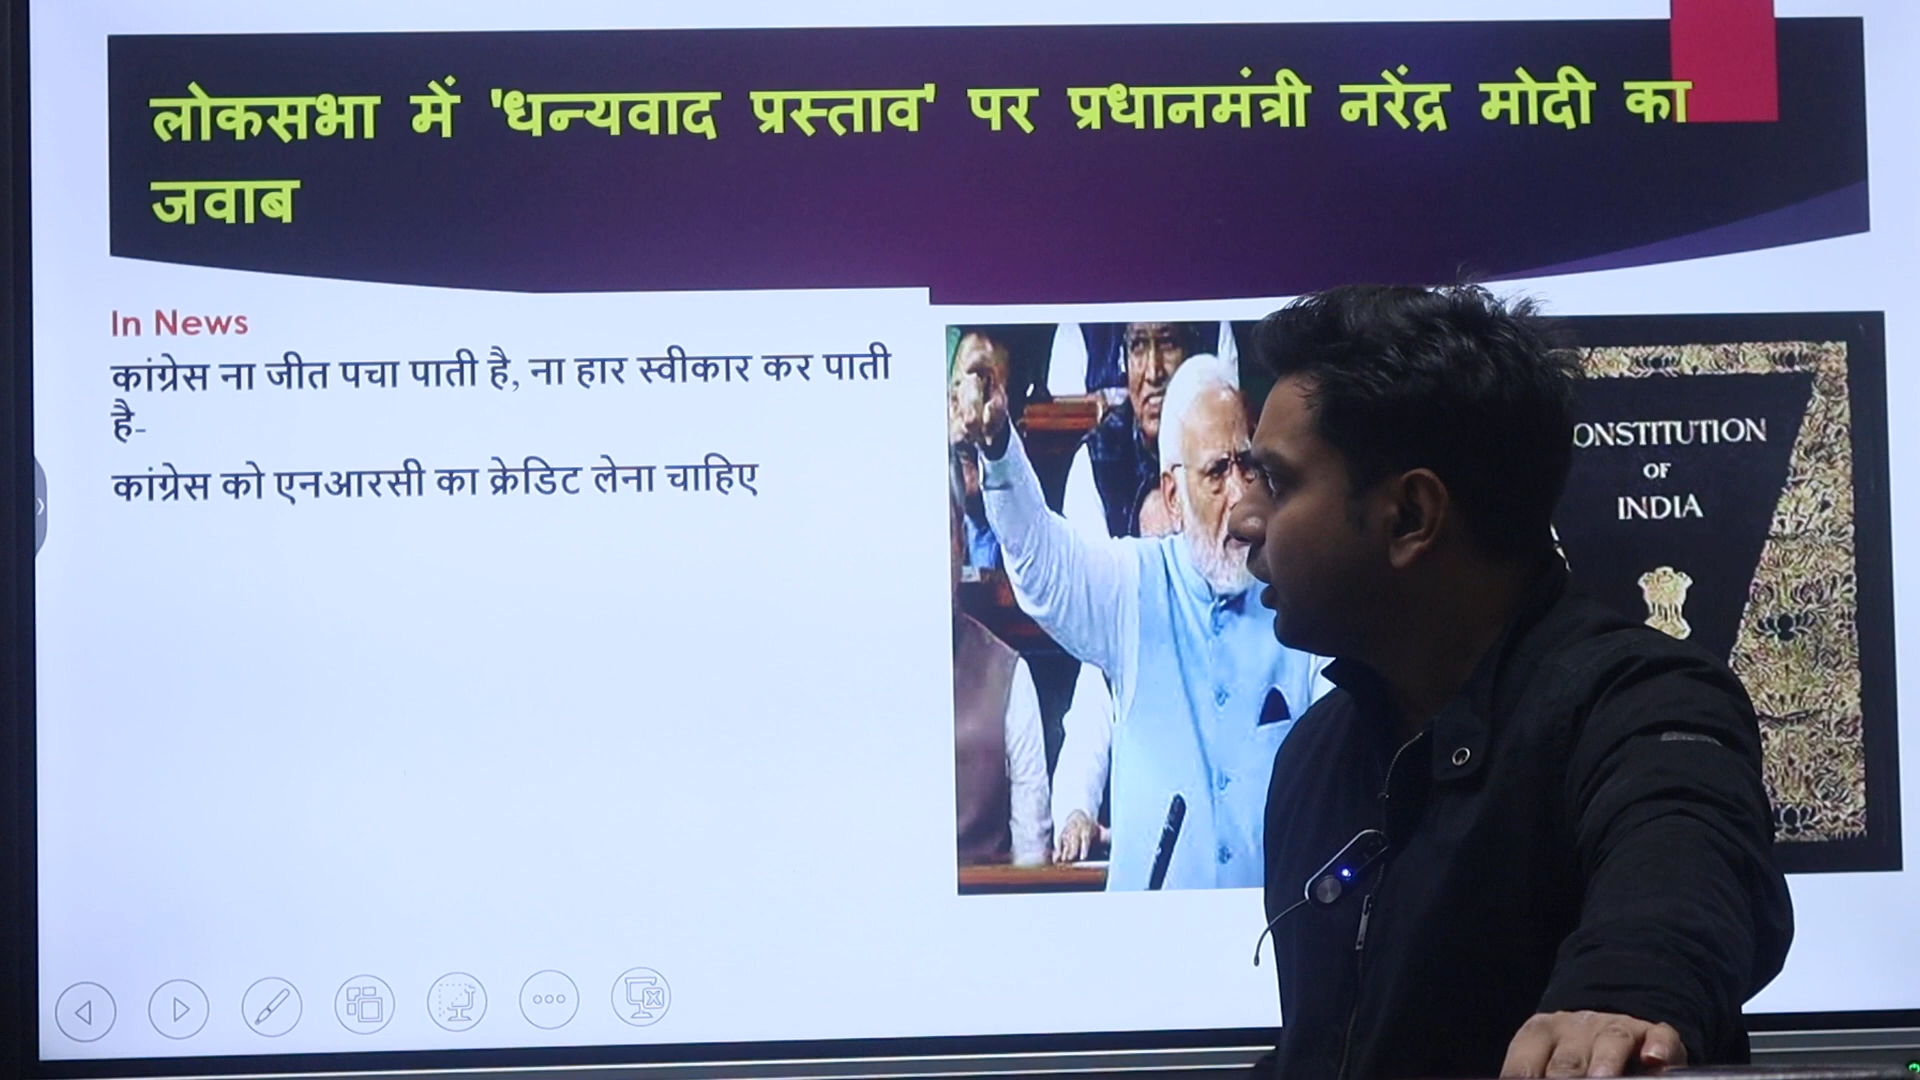 लोकसभा में 'धन्यवाद प्रस्ताव' पर प्रधानमंत्री नरेंद्र मोदी का
जवाब
In News
कांग्रेस ना जीत पचा पाती है, ना हार स्वीकार कर पाती
है-
कांग्रेस को एनआरसी का क्रेडिट लेना चाहिए
ONSTITUTION
OF
INDIA